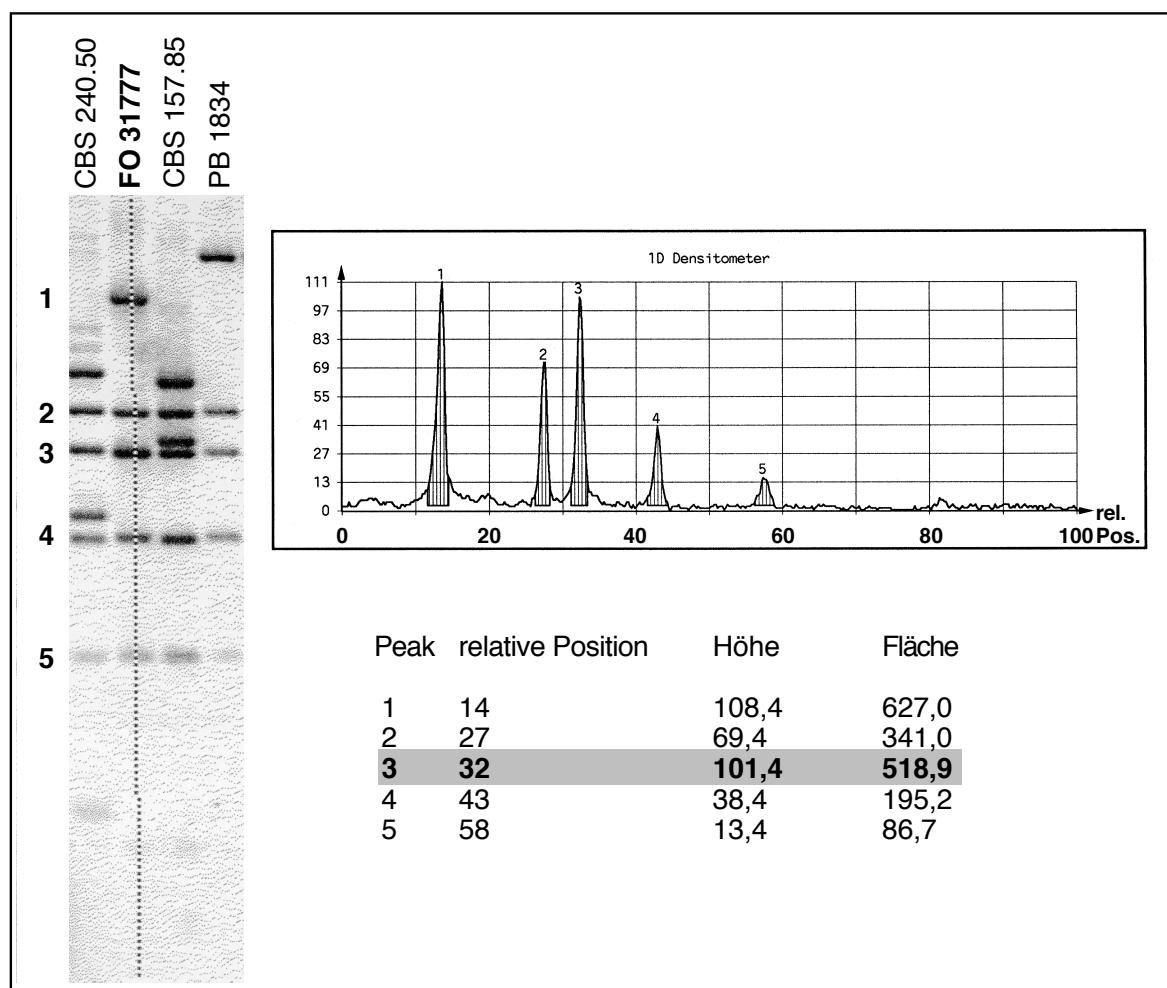 CBS 240.50
FO 31777
CBS 157.85
PB 1834
1
2
3
4
5
1D Densitometer
111
97
83
69
55
41
27
13
0
1
2
3
4
5
0 20 40 60 80 100
rel.
Pos.
Peak relative Position Höhe Fläche
1 14 108,4 627,0
2 27 69,4 341,0
3 32 101,4 518,9
4 43 38,4 195,2
5 58 13,4 86,7